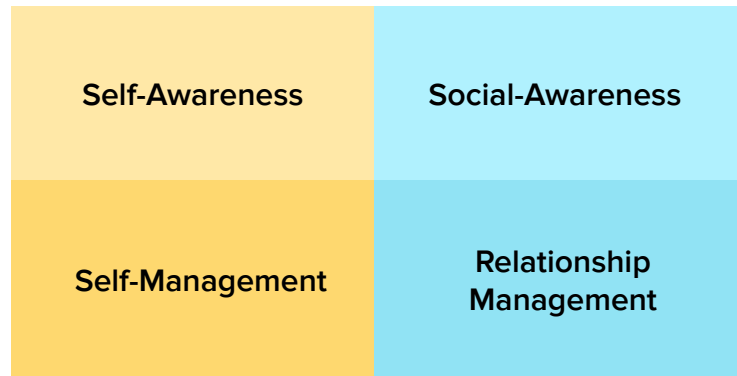 Self-Awareness
Social-Awareness
Self-Management
Relationship
Management